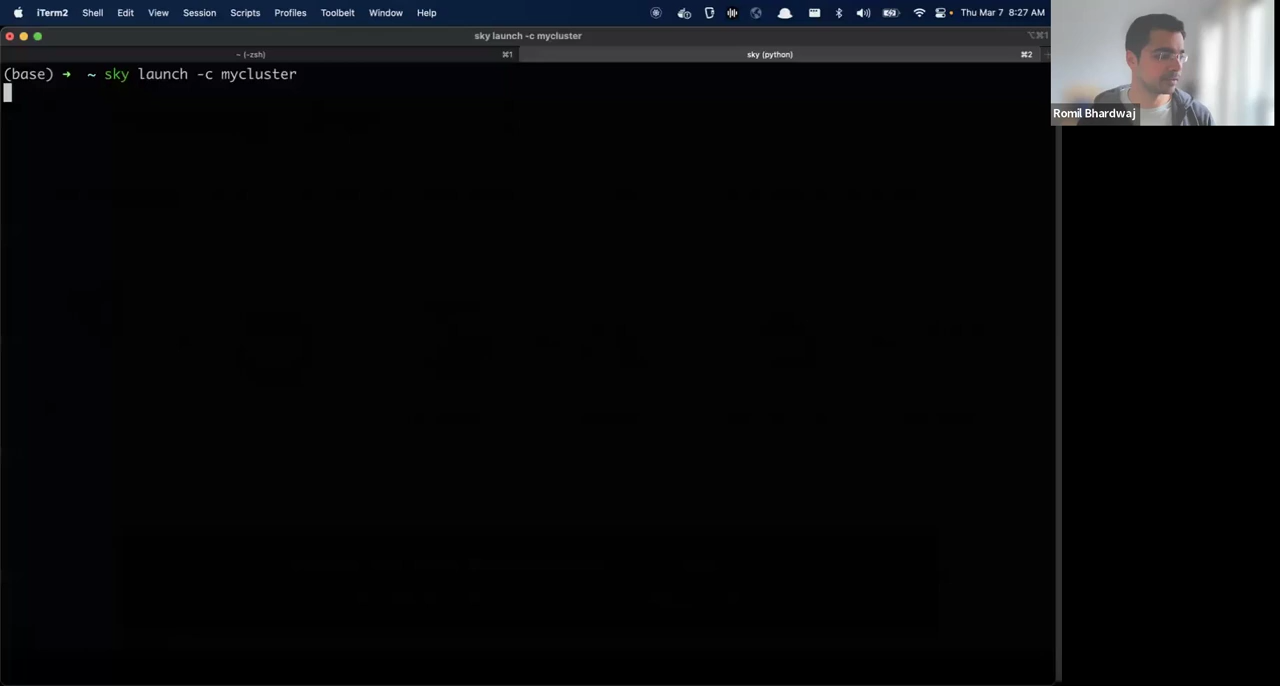 iTerm2 Shell Edit View Session Scripts Profiles Toolbelt Window Help Thu Mar 7 8:27 AM
sky launch -c mycluster ⌥⌘1
~ (-zsh) ⌘1 sky (python) ⌘2
(base) ➜ ~ sky launch -c mycluster
Romil Bhardwaj